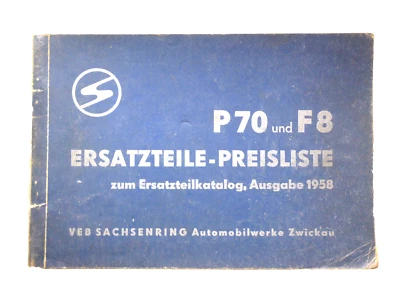 P70 und F8
ERSATZTEILE-PREISLISTE
zum Ersatzteilkatalog, Ausgabe 1958
VEB SACHSENRING Automobilwerke Zwickau